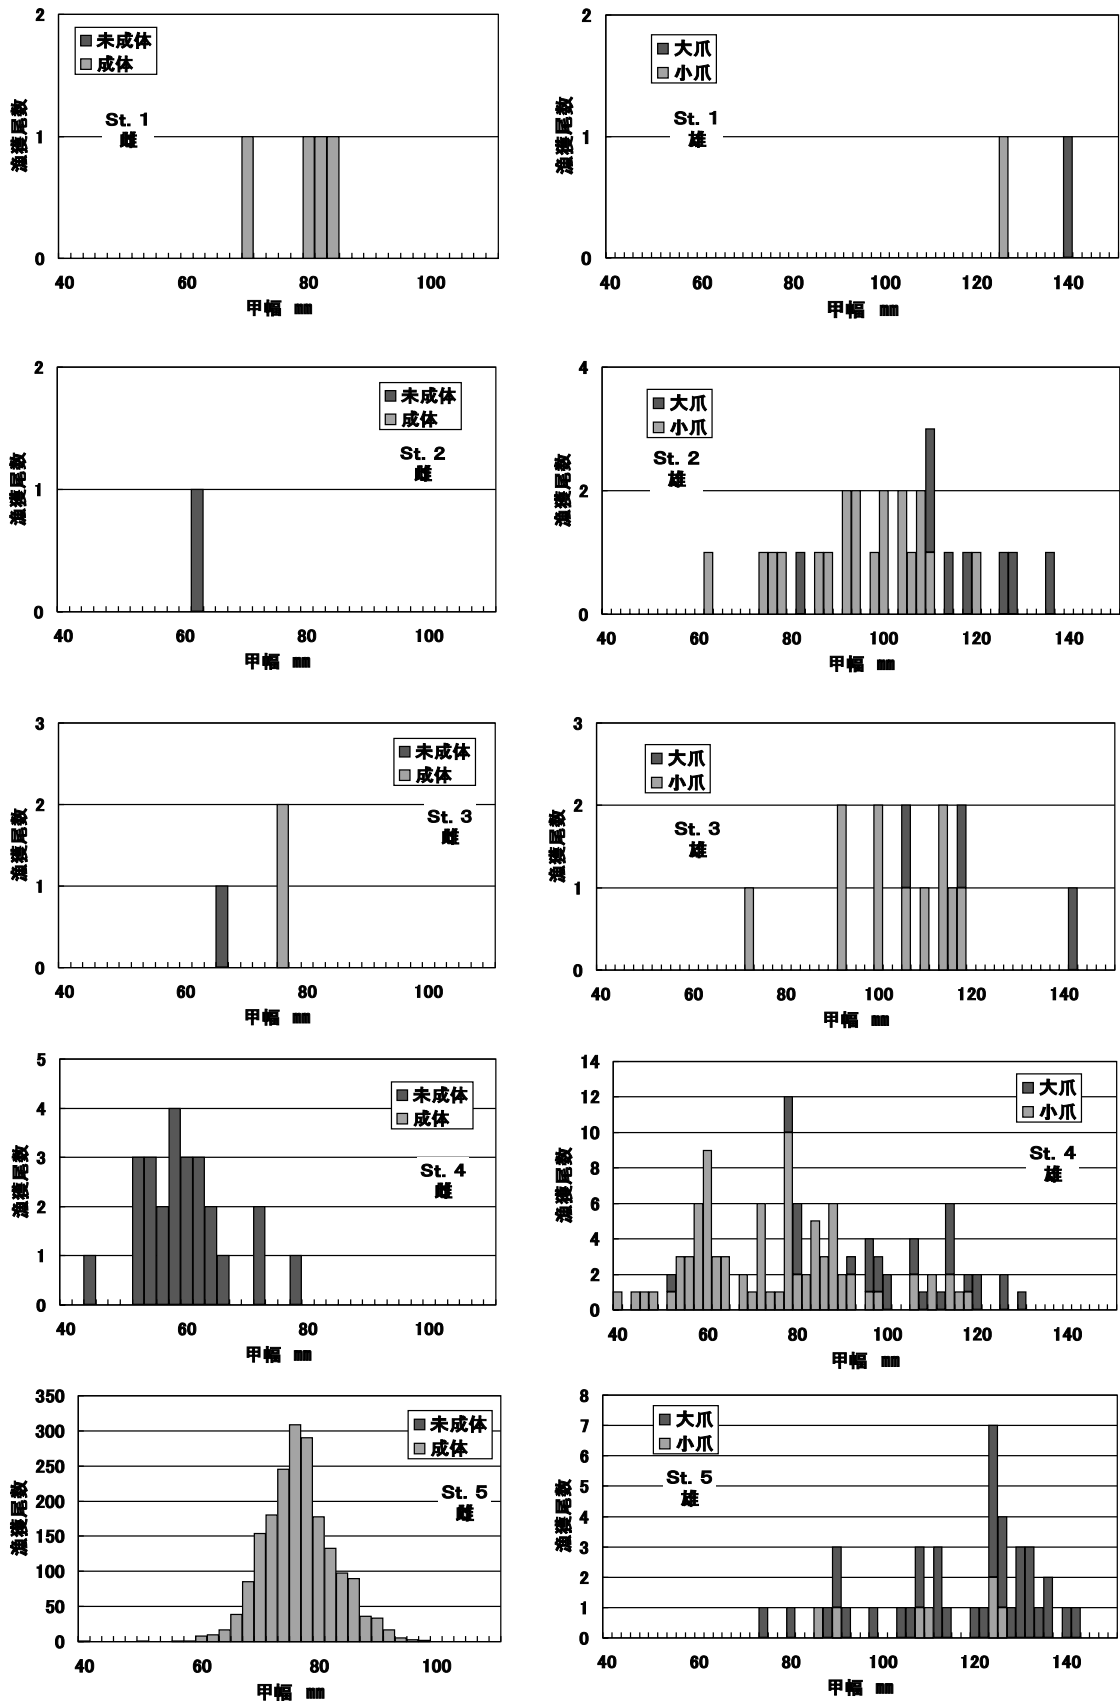 2
1
0
漁獲尾数
未成体
成体
St. 1
雌
40 60 80 100
甲幅 mm
2
1
0
漁獲尾数
大爪
小爪
St. 1
雄
40 60 80 100 120 140
甲幅 mm
2
1
0
漁獲尾数
未成体
成体
St. 2
雌
40 60 80 100
甲幅 mm
4
2
0
漁獲尾数
大爪
小爪
St. 2
雄
40 60 80 100 120 140
甲幅 mm
3
2
1
0
漁獲尾数
未成体
成体
St. 3
雌
40 60 80 100
甲幅 mm
3
2
1
0
漁獲尾数
大爪
小爪
St. 3
雄
40 60 80 100 120 140
甲幅 mm
5
4
3
2
1
0
漁獲尾数
未成体
成体
St. 4
雌
40 60 80 100
甲幅 mm
14
12
10
8
6
4
2
0
漁獲尾数
大爪
小爪
St. 4
雄
40 60 80 100 120 140
甲幅 mm
350
300
250
200
150
100
50
0
漁獲尾数
未成体
成体
St. 5
雌
40 60 80 100
甲幅 mm
8
7
6
5
4
3
2
1
0
漁獲尾数
大爪
小爪
St. 5
雄
40 60 80 100 120 140
甲幅 mm